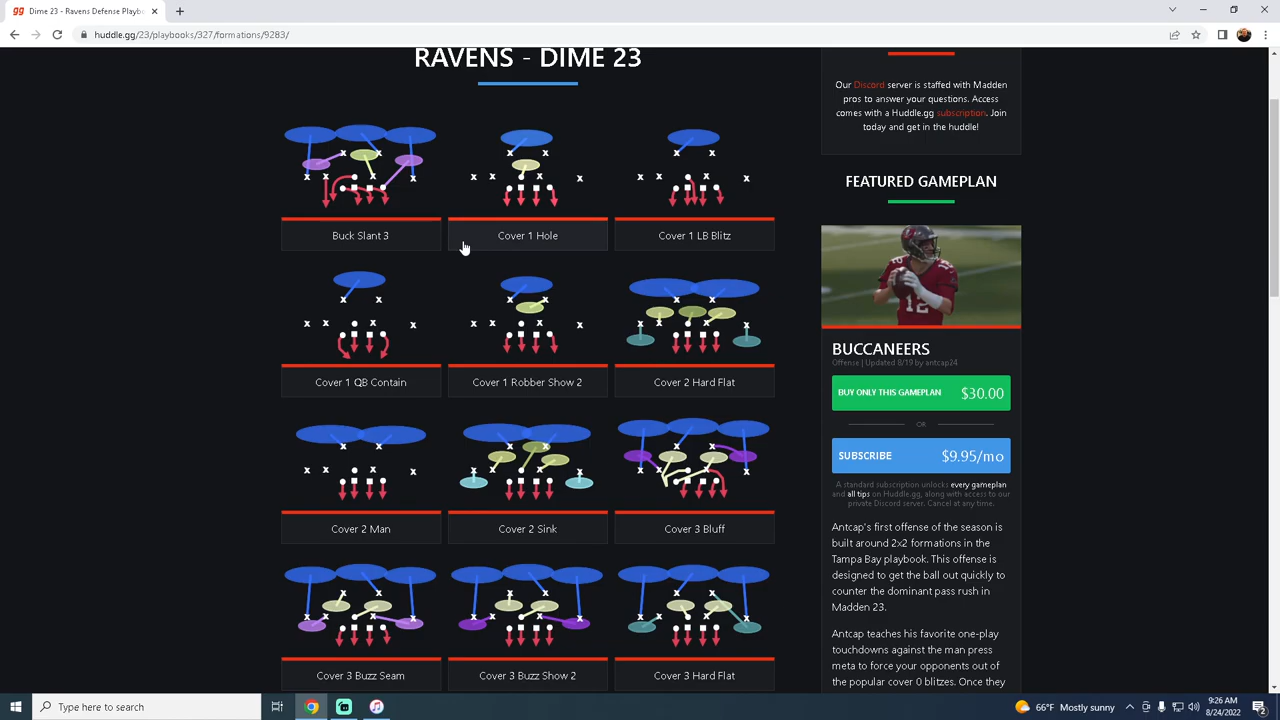 gg Dime 23 - Ravens Defense Playbo
huddle.gg/23/playbooks/327/formations/9283/
RAVENS - DIME 23
Buck Slant 3
Cover 1 Hole
Cover 1 LB Blitz
Cover 1 QB Contain
Cover 1 Robber Show 2
Cover 2 Hard Flat
Cover 2 Man
Cover 2 Sink
Cover 3 Bluff
Cover 3 Buzz Seam
Cover 3 Buzz Show 2
Cover 3 Hard Flat
Our Discord server is staffed with Madden
pros to answer your questions. Access
comes with a Huddle.gg subscription. Join
today and get in the huddle!
FEATURED GAMEPLAN
12
BUCCANEERS
Offense | Updated 8/19 by antcap24
BUY ONLY THIS GAMEPLAN $30.00
OR
SUBSCRIBE $9.95/mo
A standard subscription unlocks every gameplan
and all tips on Huddle.gg, along with access to our
private Discord server. Cancel at any time.
Antcap's first offense of the season is
built around 2x2 formations in the
Tampa Bay playbook. This offense is
designed to get the ball out quickly to
counter the dominant pass rush in
Madden 23.
Antcap teaches his favorite one-play
touchdowns against the man press
meta to force your opponents out of
the popular cover 0 blitzes. Once they
Type here to search
66°F Mostly sunny
9:26 AM
8/24/2022
2